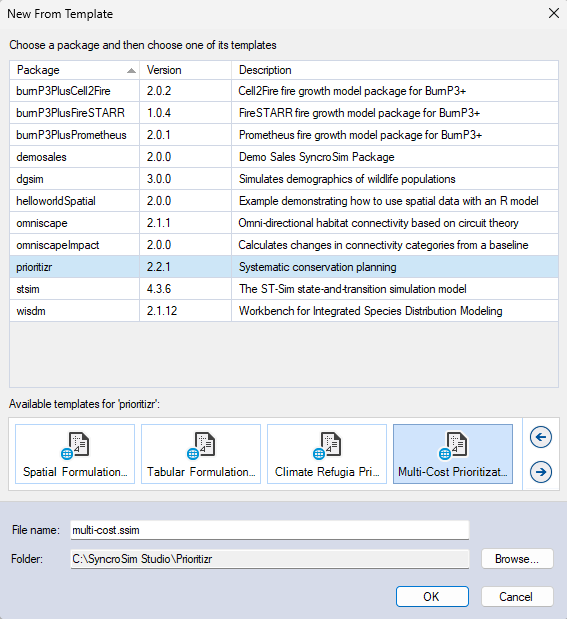 New From Template
Choose a package and then choose one of its templates
Package Version Description
burnP3PlusCell2Fire 2.0.2 Cell2Fire fire growth model package for BurnP3+
burnP3PlusFireSTARR 1.0.4 FireSTARR fire growth model package for BurnP3+
burnP3PlusPrometheus 2.0.1 Prometheus fire growth model package for BurnP3+
demosales 2.0.0 Demo Sales SyncroSim Package
dgsim 3.0.0 Simulates demographics of wildlife populations
helloworldSpatial 2.0.0 Example demonstrating how to use spatial data with an R model
omniscape 2.1.1 Omni-directional habitat connectivity based on circuit theory
omniscapeImpact 2.0.0 Calculates changes in connectivity categories from a baseline
prioritizr 2.2.1 Systematic conservation planning
stsim 4.3.6 The ST-Sim state-and-transition simulation model
wisdm 2.1.12 Workbench for Integrated Species Distribution Modeling
Available templates for 'prioritizr':
Spatial Formulation... Tabular Formulation... Climate Refugia Pri... Multi-Cost Prioritizat...
File name: multi-cost.ssim
Folder: C:\SyncroSim Studio\Prioritizr Browse...
OK Cancel